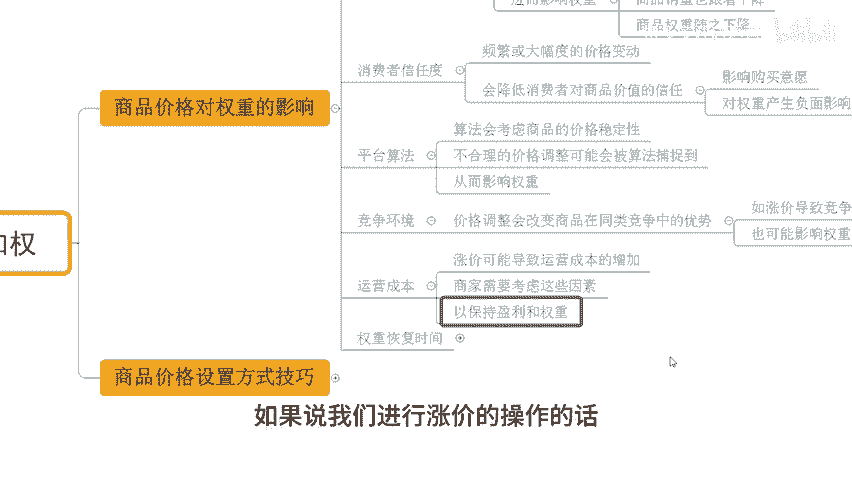 进而影响权重
商品销量也跟着下降
商品权重随之下降
消费者信任度
频繁或大幅度的价格变动
会降低消费者对商品价值的信任
影响购买意愿
对权重产生负面影响
商品价格对权重的影响
平台算法
算法会考虑商品的价格稳定性
不合理的价格调整可能会被算法捕捉到
从而影响权重
竞争环境
价格调整会改变商品在同类竞争中的优势
如涨价导致竞争
也可能影响权重
权
运营成本
涨价可能导致运营成本的增加
商家需要考虑这些因素
以保持盈利和权重
权重恢复时间
商品价格设置方式技巧
如果说我们进行涨价的操作的话